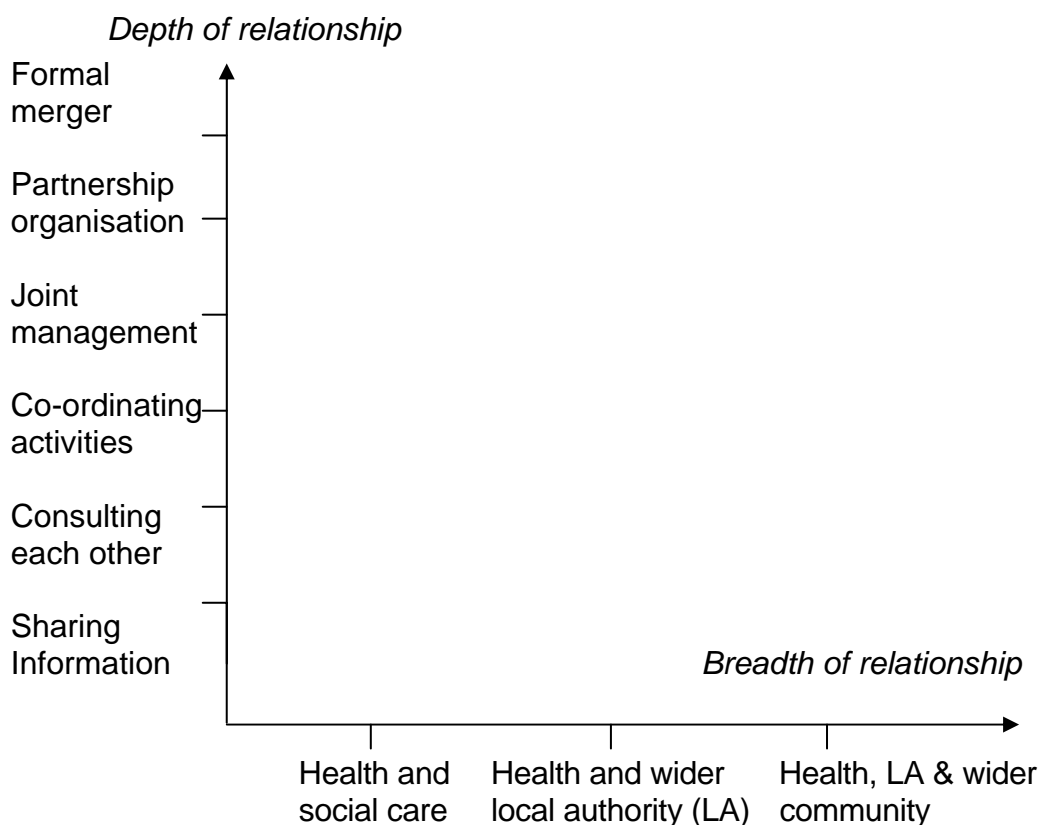 Depth of relationship
Formal
merger
Partnership
organisation
Joint
management
Co-ordinating
activities
Consulting
each other
Sharing
Information
Breadth of relationship
Health and
social care
Health and wider
local authority (LA)
Health, LA & wider
community